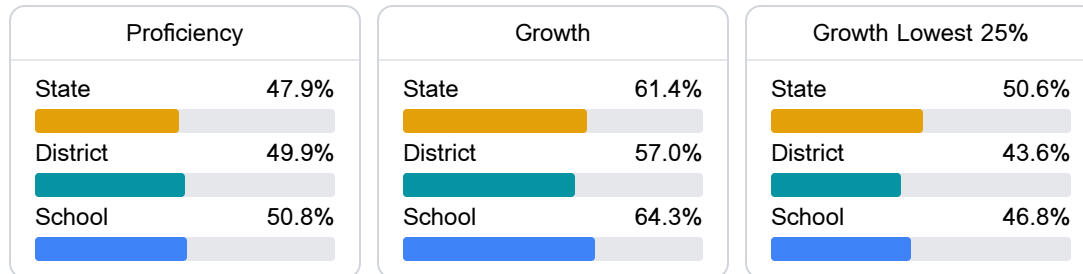 Proficiency
State 47.9%
District 49.9%
School 50.8%
Growth
State 61.4%
District 57.0%
School 64.3%
Growth Lowest 25%
State 50.6%
District 43.6%
School 46.8%